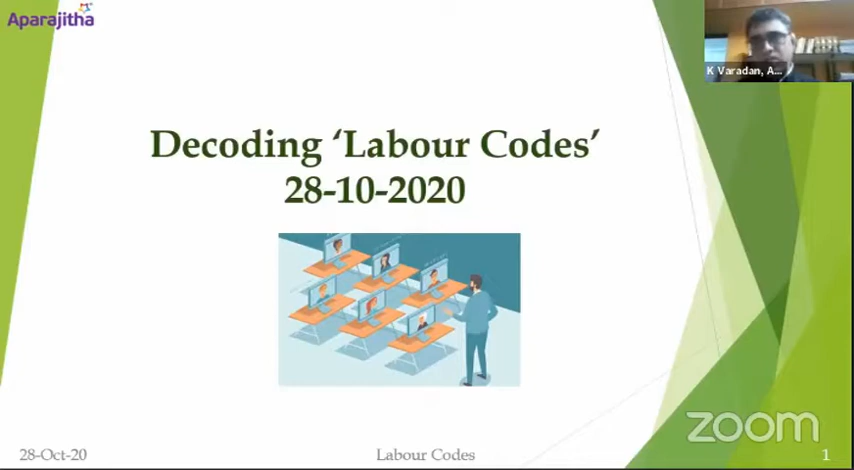 Aparajitha
K Varadan, A...
Decoding ‘Labour Codes’
28-10-2020
zoom
28-Oct-20
Labour Codes
1